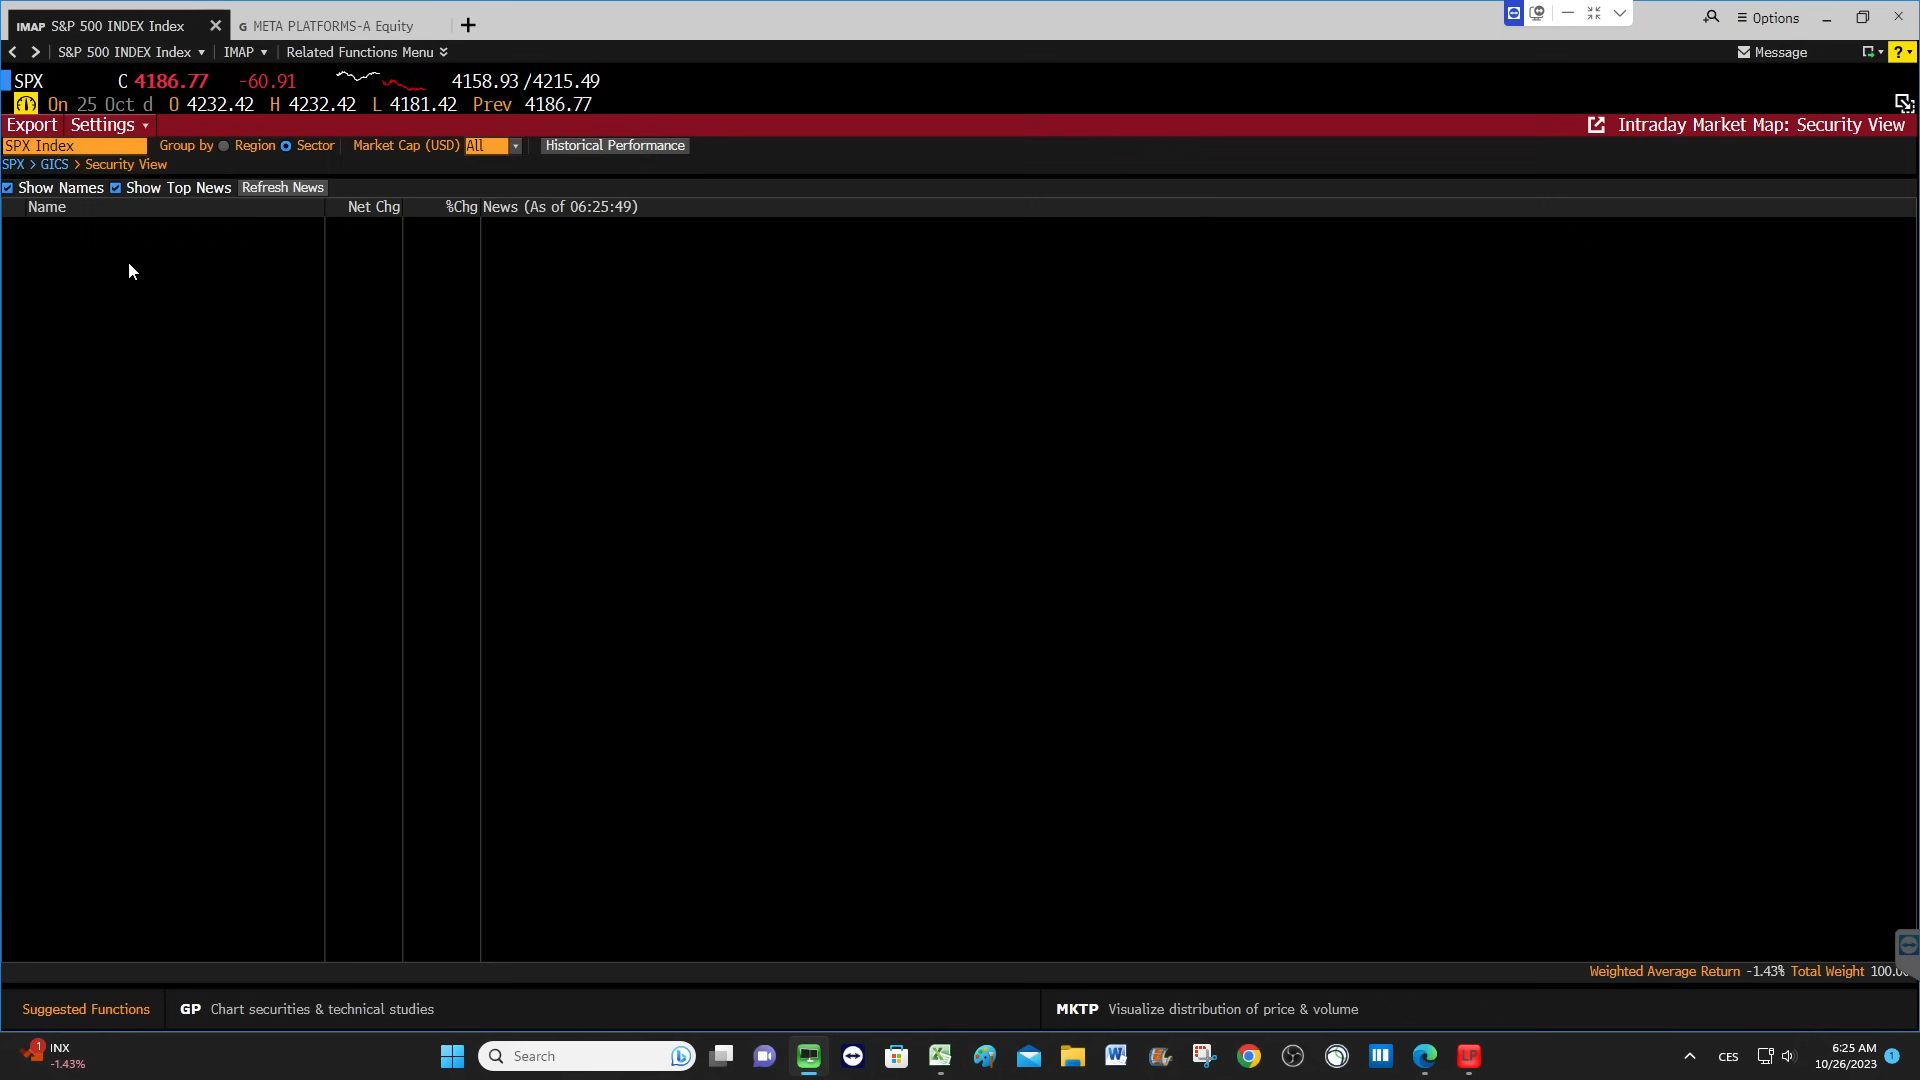 IMAP S&P 500 INDEX Index
G META PLATFORMS-A Equity
Options
S&P 500 INDEX Index
IMAP
Related Functions Menu
Message
?
SPX C 4186.77 -60.91 4158.93 /4215.49
On 25 Oct d O 4232.42 H 4232.42 L 4181.42 Prev 4186.77
Export Settings
Intraday Market Map: Security View
SPX Index Group by Region Sector Market Cap (USD) All Historical Performance
SPX > GICS > Security View
Show Names Show Top News Refresh News
Name Net Chg %Chg News (As of 06:25:49)
Weighted Average Return -1.43% Total Weight
Suggested Functions GP Chart securities & technical studies MKTP Visualize distribution of price & volume
1 INX
-1.43%
Search
CES
6:25 AM
10/26/2023
1